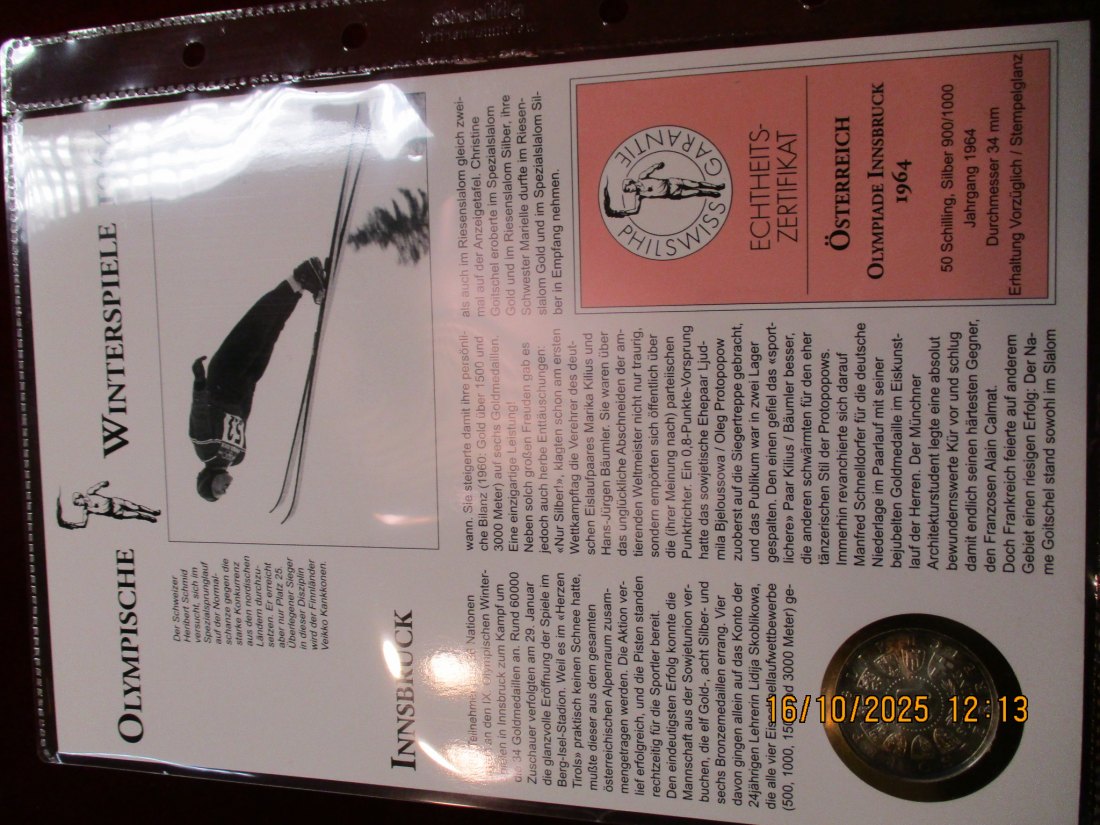 OLYMPISCHE WINTERSPIELE
Der Schweizer
Heribert Schmid
versucht, sich im
Spezialsprunglauf
auf der Normal-
schanze gegen die
starke Konkurrenz
aus den nordischen
Ländern durchzu-
setzen. Er erreicht
aber nur Platz 25.
Überlegener Sieger
in dieser Disziplin
wird der Finnländer
Veikko Kankkonen.
INNSBRUCK
Nationen
an den IX. Olympischen Winter-
in Innsbruck zum Kampf um
34 Goldmedaillen an. Rund 6000
Zuschauer verfolgten am 29. Januar
die glanzvolle Eröffnung der Spiele im
Berg-Isel-Stadion. Weil es im «Herzen
Tirols» praktisch keinen Schnee hatte,
mußte dieser aus dem gesamten
österreichischen Alpenraum zusam-
mengetragen werden. Die Aktion ver-
lief erfolgreich, und die Pisten standen
rechtzeitig für die Sportler bereit.
Den eindeutigsten Erfolg konnte die
Mannschaft aus der Sowjetunion ver-
buchen, die elf Gold-, acht Silber- und
sechs Bronzemedaillen errang. Vier
davon gingen allein auf das Konto der
24jährigen Lehrerin Lidija Skoblikowa,
die alle vier Eisschnellaufwettbewerbe
(500, 1000, 1500 und 3000 Meter) ge-
wann. Sie steigerte damit ihre persönli-
che Bilanz (1960: Gold über 1500 und
3000 Meter) auf sechs Goldmedaillen.
Eine einzigartige Leistung!
Neben solch großen Freuden gab es
jedoch auch herbe Enttäuschungen:
«Nur Silber!», klagten schon am ersten
Wettkampftag die Verehrer des deut-
schen Eislaufpaares Marika Kilius und
Hans-Jürgen Bäumler. Sie waren über
das unglückliche Abschneiden der am-
tierenden Weltmeister nicht nur traurig,
sondern empörten sich öffentlich über
die (ihrer Meinung nach) parteiischen
Punktrichter. Ein 0,8-Punkte-Vorsprung
hatte das sowjetische Ehepaar Ljud-
mila Bjeloussowa / Oleg Protopopow
zuoberst auf die Siegertreppe gebracht,
und das Publikum war in zwei Lager
gespalten. Den einen gefiel das «sport-
lichere» Paar Kilius / Bäumler besser,
die anderen schwärmten für den eher
tänzerischen Stil der Protopopows.
Immerhin revanchierte sich darauf
Manfred Schnelldorfer für die deutsche
Niederlage im Paarlauf mit seiner
bejubelten Goldmedaille im Eiskunst-
lauf der Herren. Der Münchner
Architekturstudent legte eine absolut
bewundernswerte Kür vor und schlug
damit endlich seinen härtesten Gegner,
den Franzosen Alain Calmat.
Doch Frankreich feierte auf anderem
Gebiet einen riesigen Erfolg: Der Na-
me Goitschel stand sowohl im Slalom
als auch im Riesenslalom gleich zwei-
mal auf der Anzeigetafel. Christine
Goitschel eroberte im Spezialslalom
Gold und im Riesenslalom Silber, ihre
Schwester Marielle durfte im Riesen-
slalom Gold und im Spezialslalom Sil-
ber in Empfang nehmen.
PHILSWISS GARANTIE
ECHTHEITS-
ZERTIFIKAT
ÖSTERREICH
OLYMPIADE INNSBRUCK
1964
50 Schilling, Silber 900/1000
Jahrgang 1964
Durchmesser 34 mm
Erhaltung Vorzüglich / Stempelglanz
16/10/2025 12:13